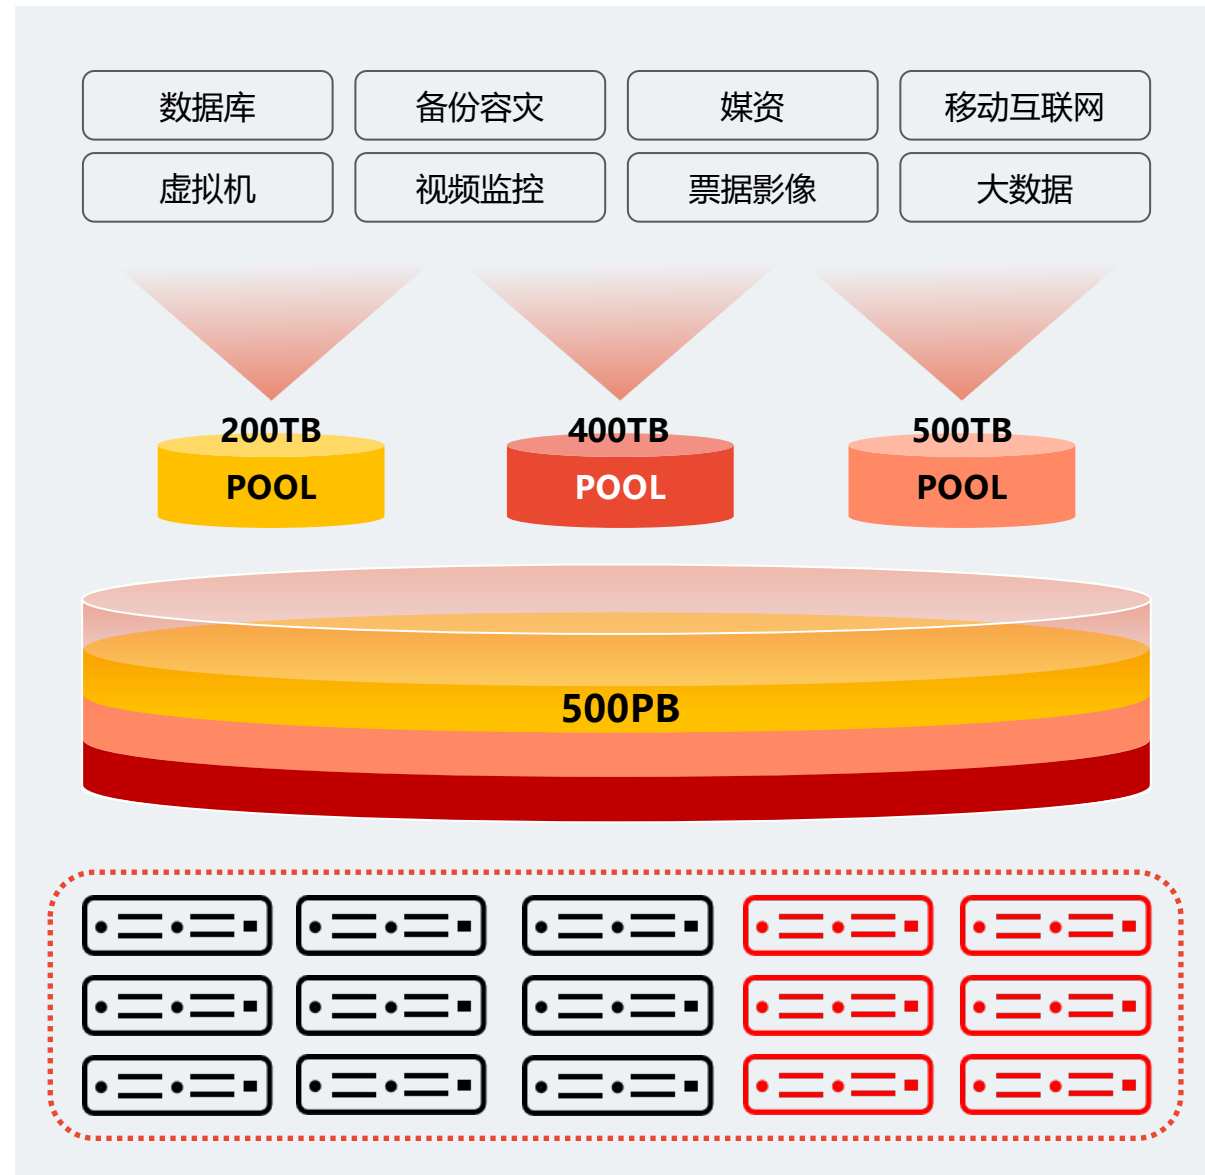 数据库
备份容灾
媒资
移动互联网
虚拟机
视频监控
票据影像
大数据
200TB
POOL
400TB
POOL
500TB
POOL
500PB